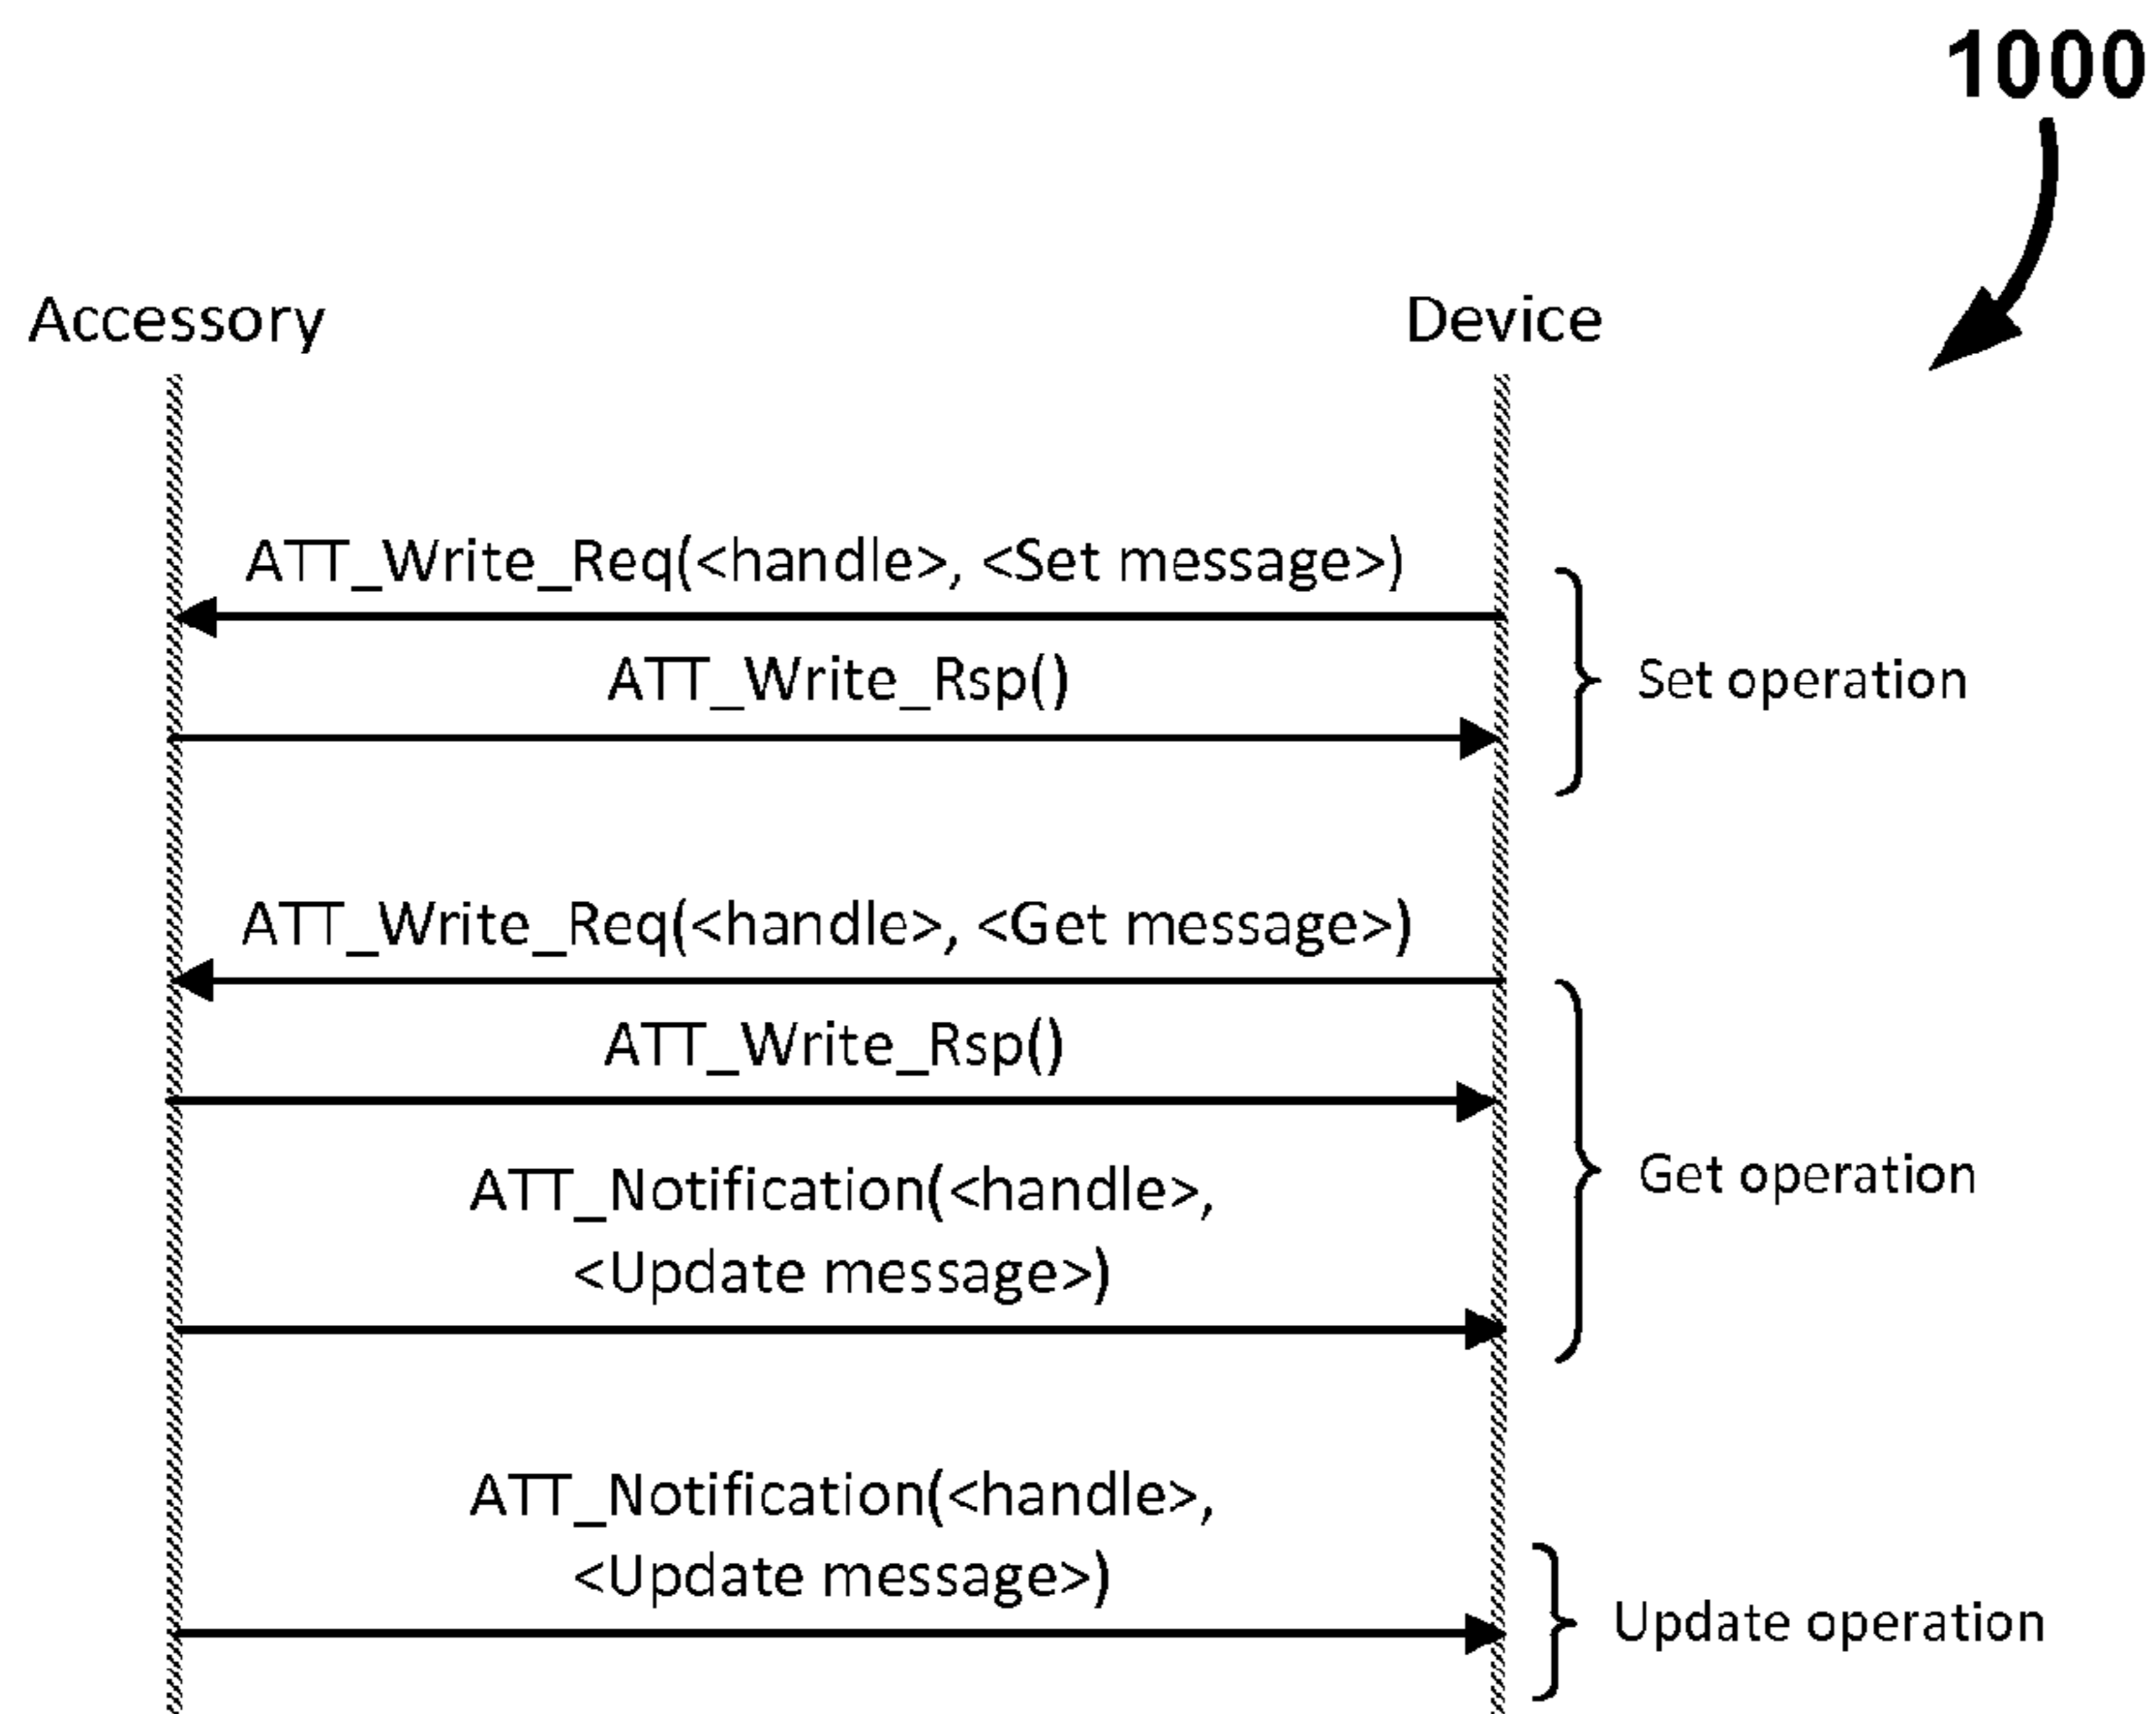 1000
Accessory
Device
ATT_Write_Req(<handle>, <Set message>)
ATT_Write_Rsp()
Set operation
ATT_Write_Req(<handle>, <Get message>)
ATT_Write_Rsp()
ATT_Notification(<handle>,
<Update message>)
Get operation
ATT_Notification(<handle>,
<Update message>)
Update operation